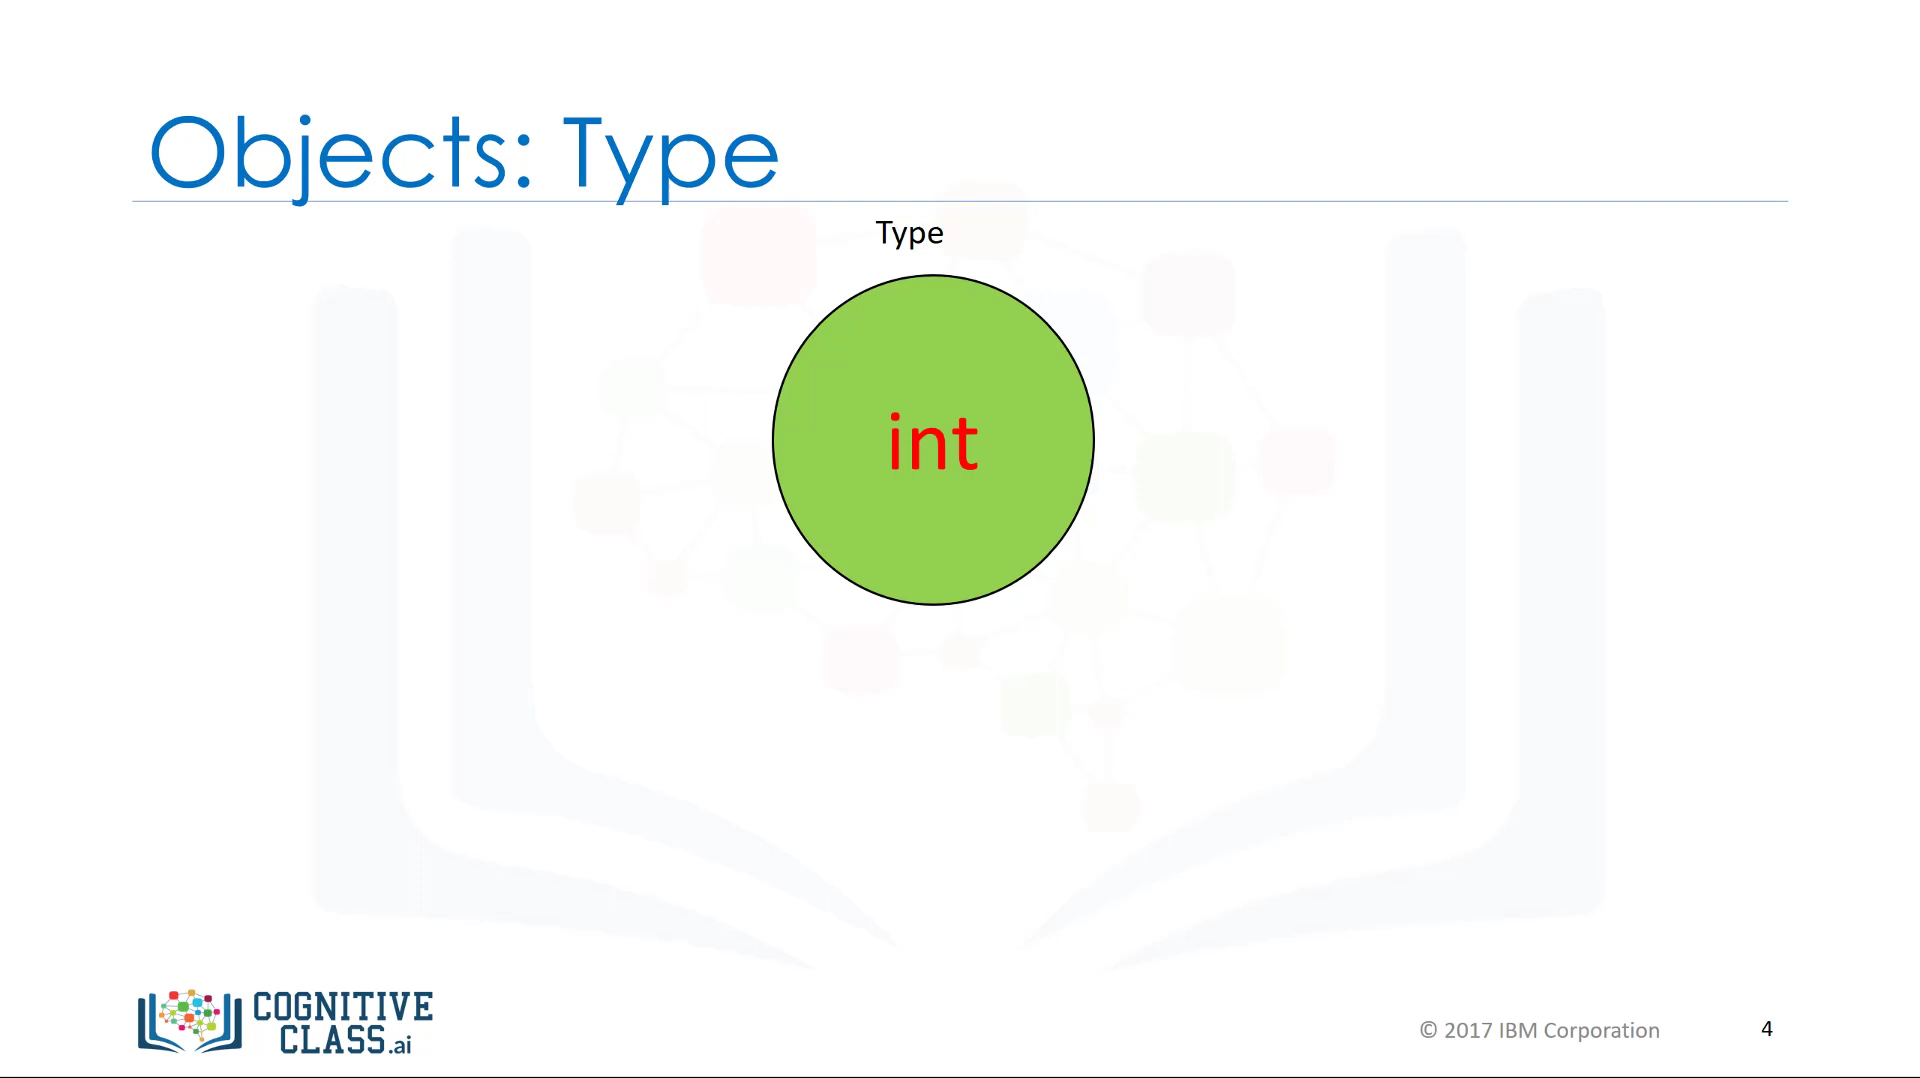 Objects: Type
Type
int
COGNITIVE
CLASS.ai
© 2017 IBM Corporation
4